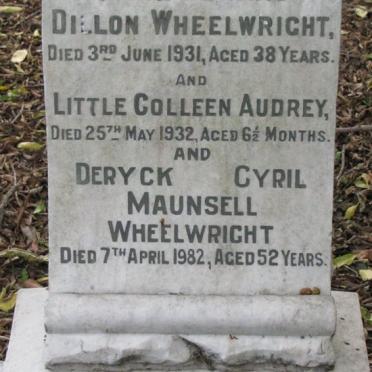 DILLON WHEELWRIGHT,
DIED 3RD JUNE 1931, AGED 38 YEARS.
AND
LITTLE COLLEEN AUDREY,
DIED 25TH MAY 1932, AGED 6½ MONTHS.
AND
DERYCK CYRIL
MAUNSELL
WHEELWRIGHT
DIED 7TH APRIL 1982, AGED 52 YEARS.